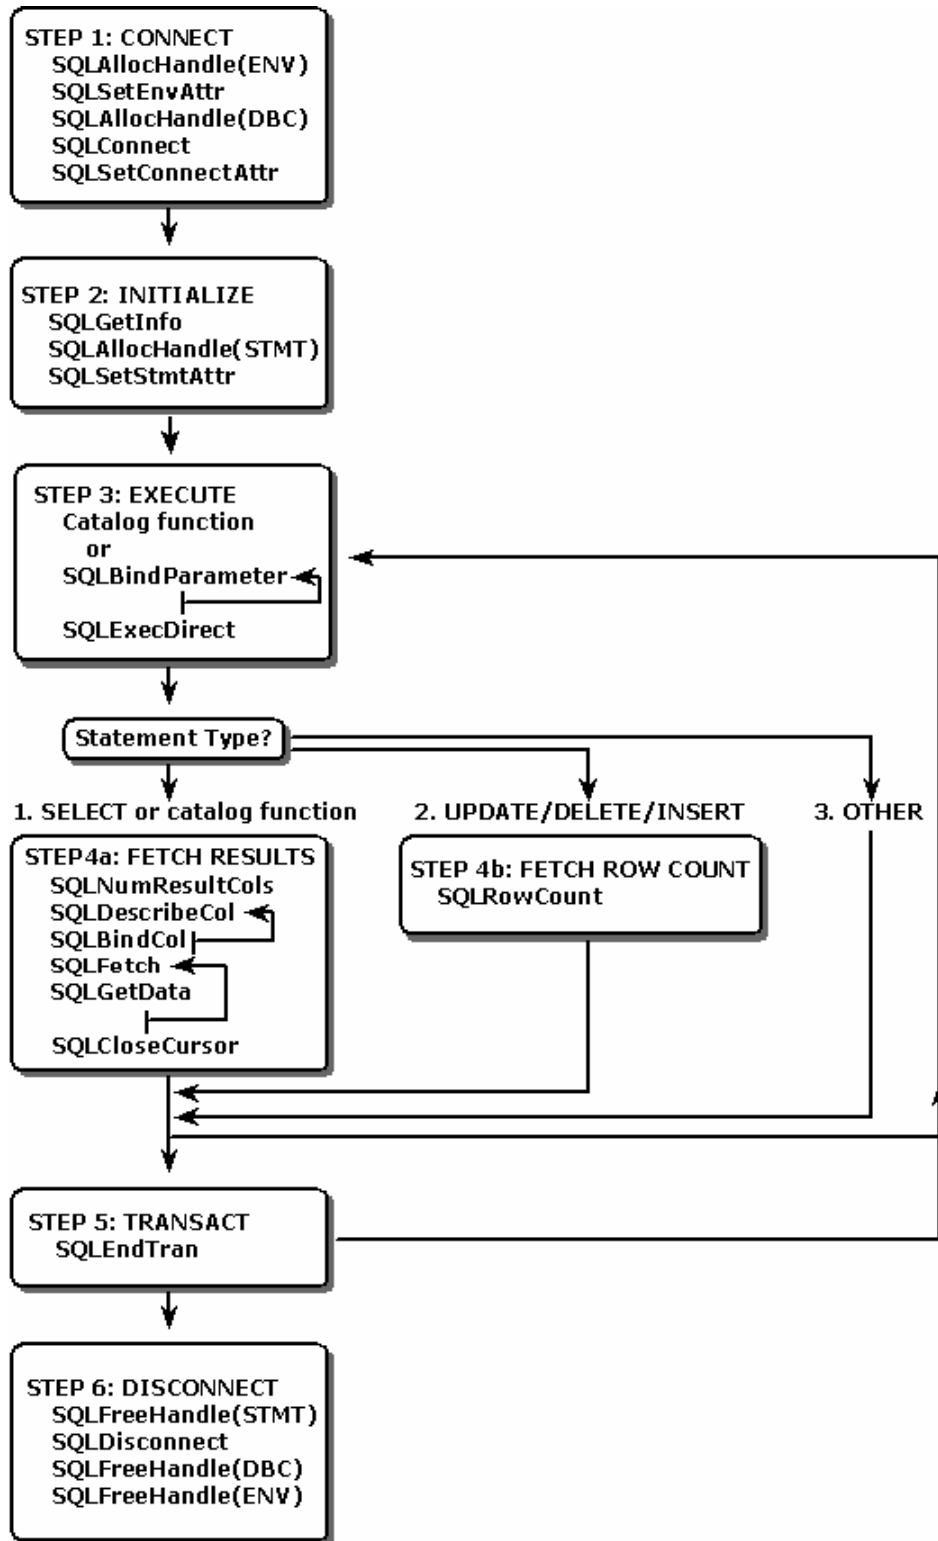 STEP 1: CONNECT
SQLAllocHandle(ENV)
SQLSetEnvAttr
SQLAllocHandle(DBC)
SQLConnect
SQLSetConnectAttr
STEP 2: INITIALIZE
SQLGetInfo
SQLAllocHandle(STMT)
SQLSetStmtAttr
STEP 3: EXECUTE
Catalog function
or
SQLBindParameter
SQLExecDirect
Statement Type?
1. SELECT or catalog function
2. UPDATE/DELETE/INSERT
3. OTHER
STEP4a: FETCH RESULTS
SQLNumResultCols
SQLDescribeCol
SQLBindCol
SQLFetch
SQLGetData
SQLCloseCursor
STEP 4b: FETCH ROW COUNT
SQLRowCount
STEP 5: TRANSACT
SQLEndTran
STEP 6: DISCONNECT
SQLFreeHandle(STMT)
SQLDisconnect
SQLFreeHandle(DBC)
SQLFreeHandle(ENV)